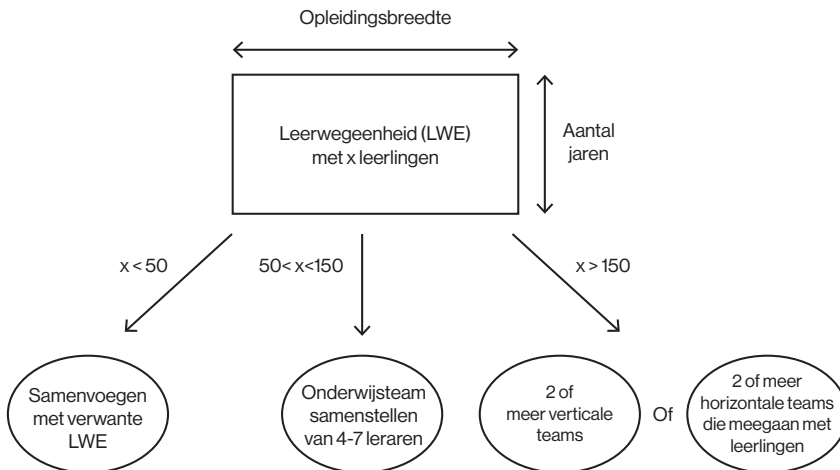 Opleidingsbreedte
Leerwegeenheid (LWE)
met x leerlingen
Aantal
jaren
x < 50
50< x<150
x > 150
Samenvoegen
met verwante
LWE
Onderwijsteam
samenstellen
van 4-7 leraren
2 of
meer verticale
teams
Of
2 of meer
horizontale teams
die meegaan met
leerlingen